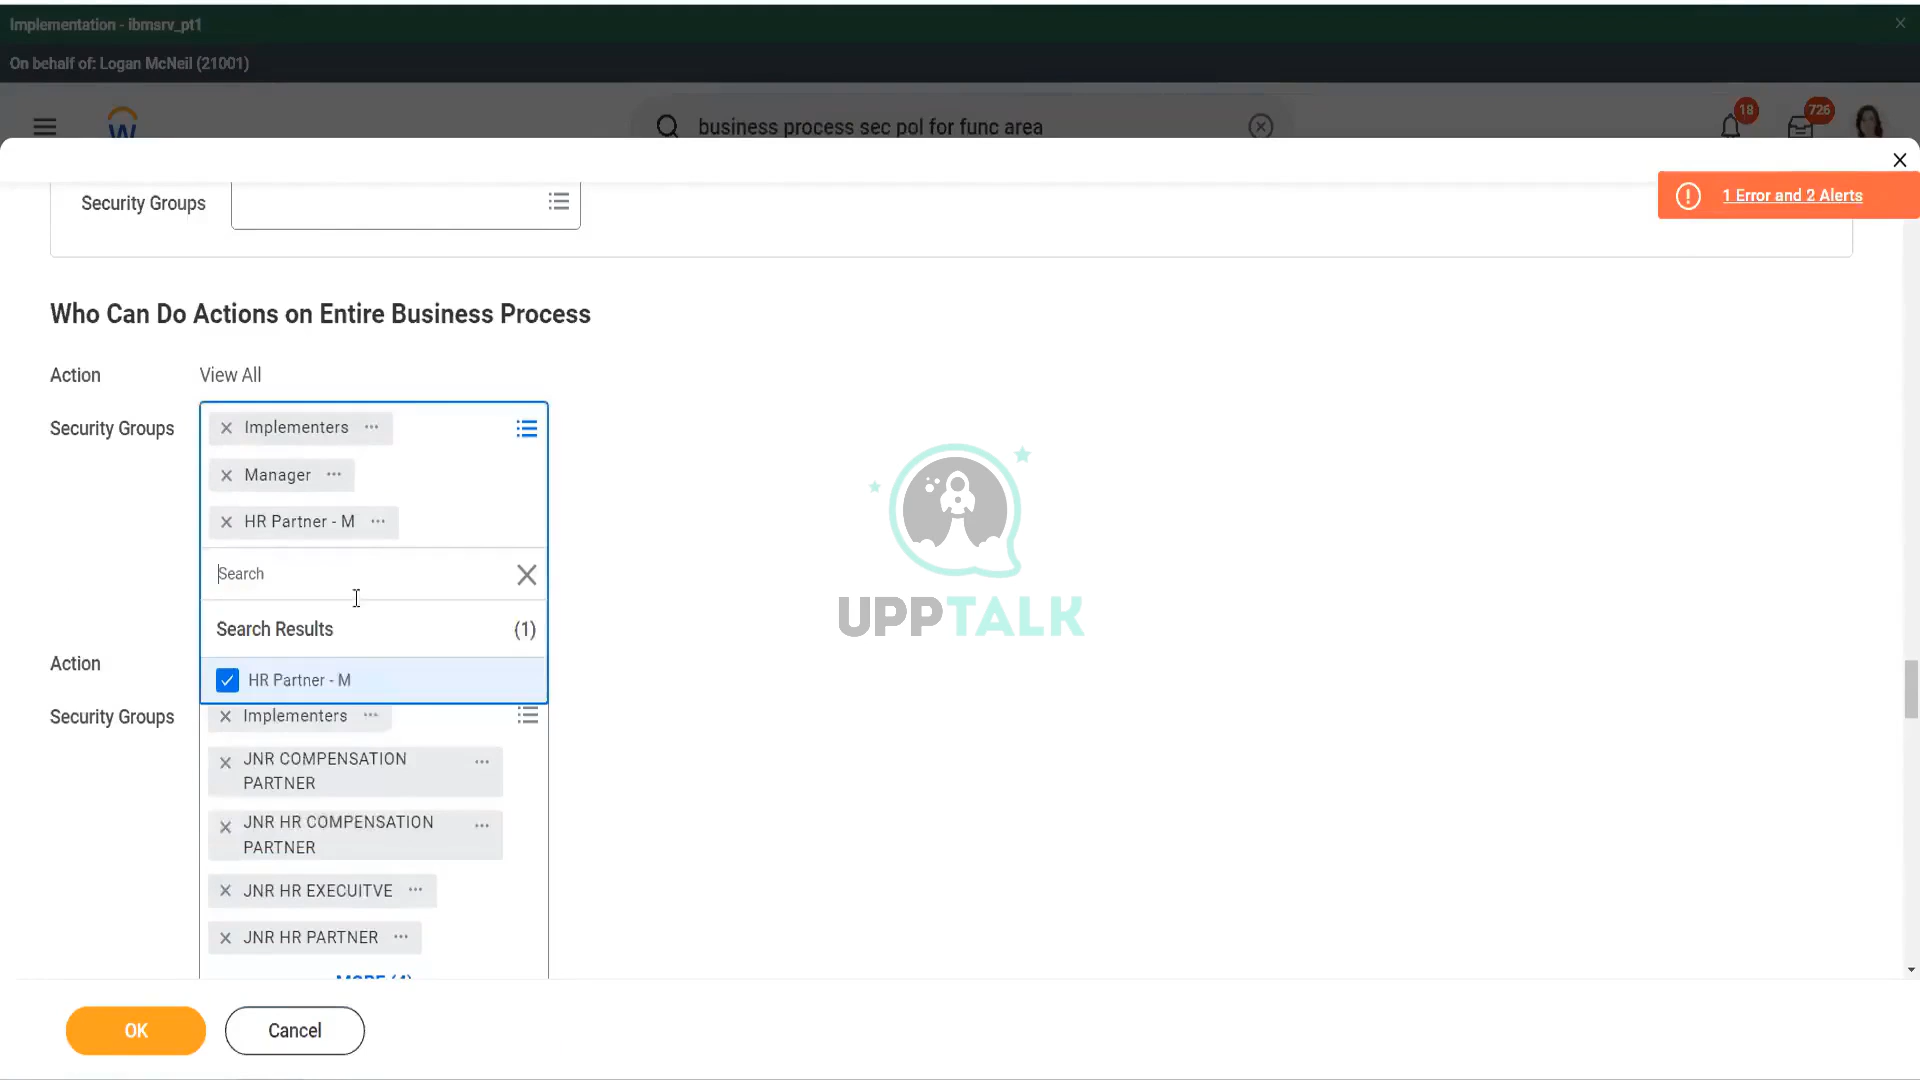 Implementation - ibmsrv_pt1
On behalf of: Logan McNeil (21001)
business process sec pol for func area
18
726
Security Groups
1 Error and 2 Alerts
Who Can Do Actions on Entire Business Process
Action View All
Security Groups
Implementers
Manager
HR Partner - M
Search
Search Results (1)
HR Partner - M
Action
Security Groups
Implementers
JNR COMPENSATION
PARTNER
JNR HR COMPENSATION
PARTNER
JNR HR EXECUITVE
JNR HR PARTNER
MORE (4)
UPPTALK
OK
Cancel